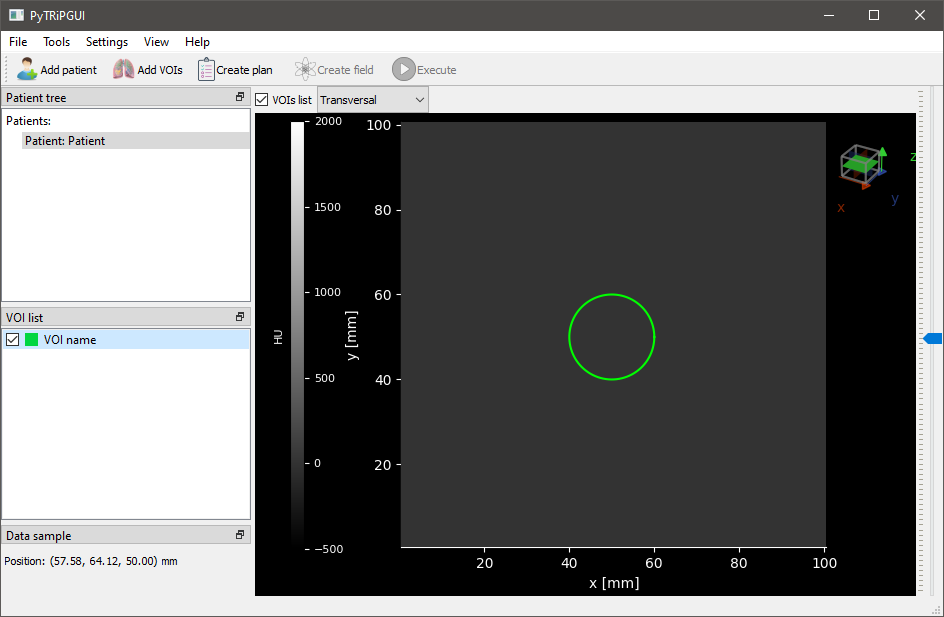 PyTRiPGUI
File Tools Settings View Help
Add patient Add VOIs Create plan Create field Execute
Patient tree
Patients:
Patient: Patient
VOI list
VOI name
Data sample
Position: (57.58, 64.12, 50.00) mm
VOIs list Transversal
HU
2000
1500
1000
500
0
−500
y [mm]
100
80
60
40
20
20 40 60 80 100
x [mm]
z
x
y